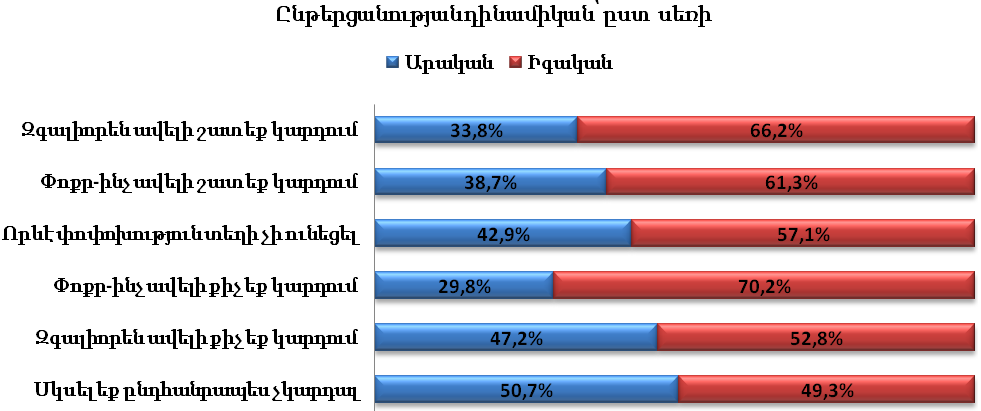 Ընթերցանությանդինամիկան՝ ըստ սեռի
Արական Իգական
Զգալիորեն ավելի շատ եք կարդում 33,8% 66,2%
Փոքր-ինչ ավելի շատ եք կարդում 38,7% 61,3%
Որևէ փոփոխություն տեղի չի ունեցել 42,9% 57,1%
Փոքր-ինչ ավելի քիչ եք կարդում 29,8% 70,2%
Զգալիորեն ավելի քիչ եք կարդում 47,2% 52,8%
Սկսել եք ընդհանրապես չկարդալ 50,7% 49,3%